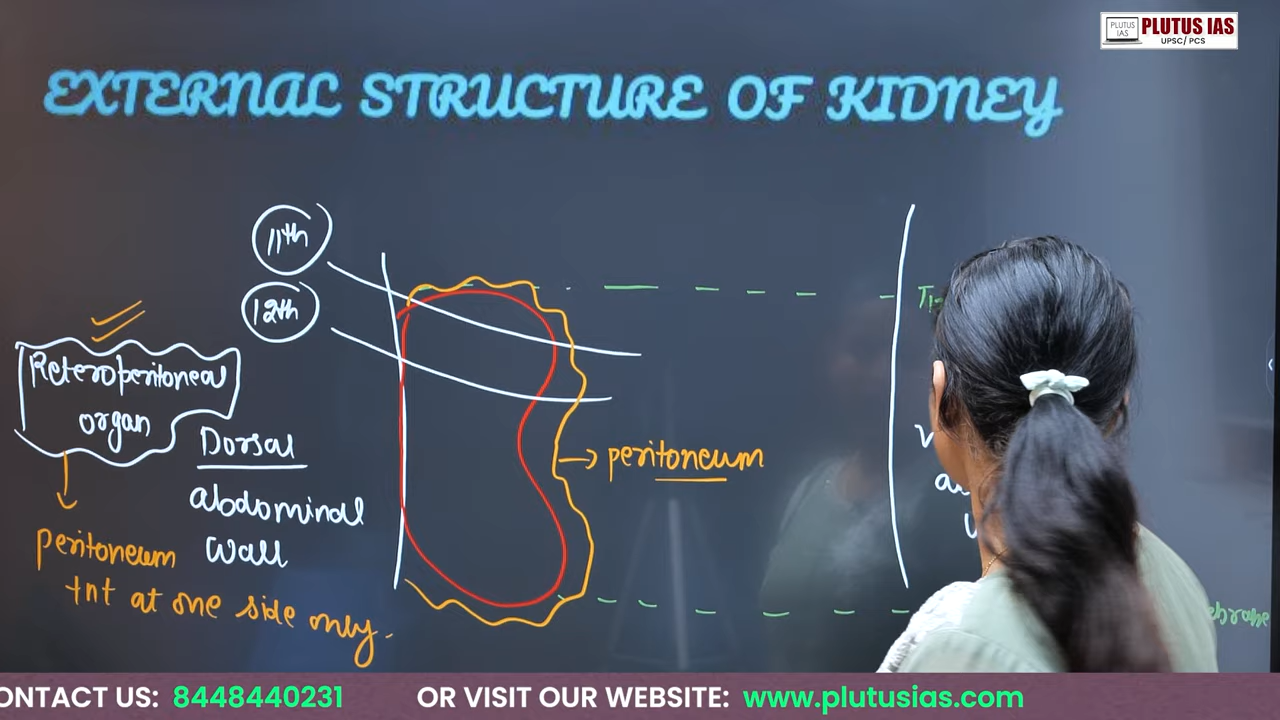 PLUTUS IAS
PLUTUS IAS
UPSC/ PCS
EXTERNAL STRUCTURE OF KIDNEY
11th
12th
Reteroperitoneal
organ
Dorsal
abdominal
wall
peritoneum
tnt at one side only.
peritoneum
ONTACT US: 8448440231 OR VISIT OUR WEBSITE: www.plutusias.com